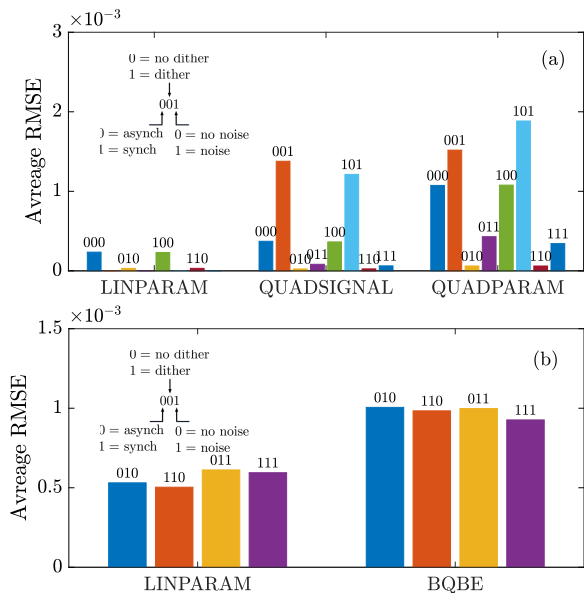 ×10⁻³
3
2
1
0
Avreage RMSE
(a)
0 = no dither
1 = dither
001
0 = asynch 0 = no noise
1 = synch 1 = noise
000 010 100 110
000 001 010 011 100 101 110 111
000 001 010 011 100 101 110 111
LINPARAM QUADSIGNAL QUADPARAM
×10⁻³
1.5
1
0.5
0
Avreage RMSE
(b)
0 = no dither
1 = dither
001
0 = asynch 0 = no noise
1 = synch 1 = noise
010 110 011 111
010 110 011 111
LINPARAM BQBE